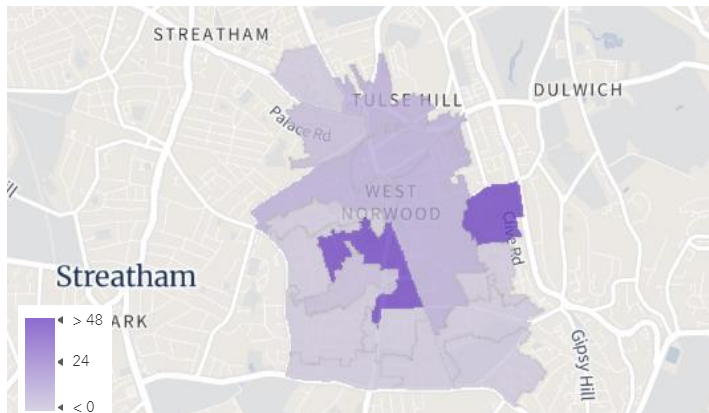 STREATHAM
DULWICH
TULSE HILL
Palace Rd
WEST
NORWOOD
Clive Rd
Streatham
> 48
ARK
24
Gipsy Hill
< 0